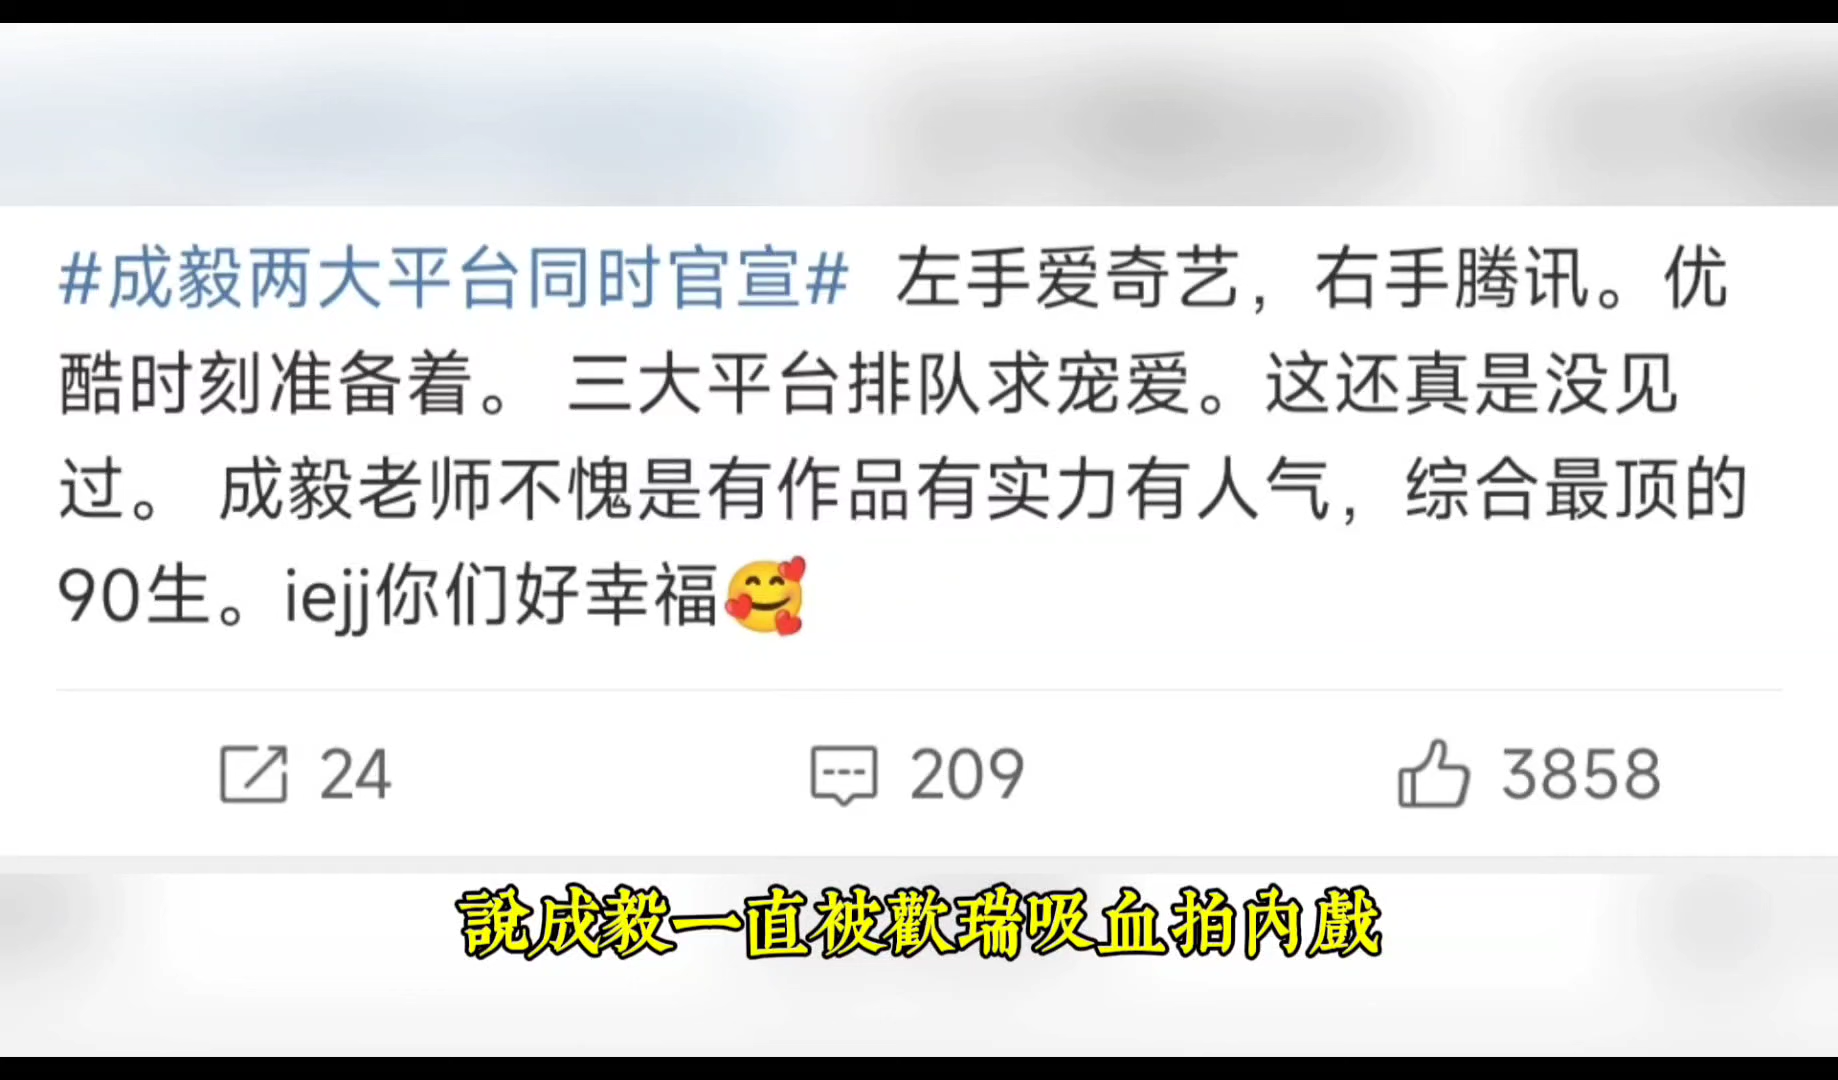 #成毅两大平台同时官宣# 左手爱奇艺，右手腾讯。优
酷时刻准备着。 三大平台排队求宠爱。这还真是没见
过。 成毅老师不愧是有作品有实力有人气，综合最顶的
90生。iejj你们好幸福🥰
24 209 3858
說成毅一直被歡瑞吸血拍內戲